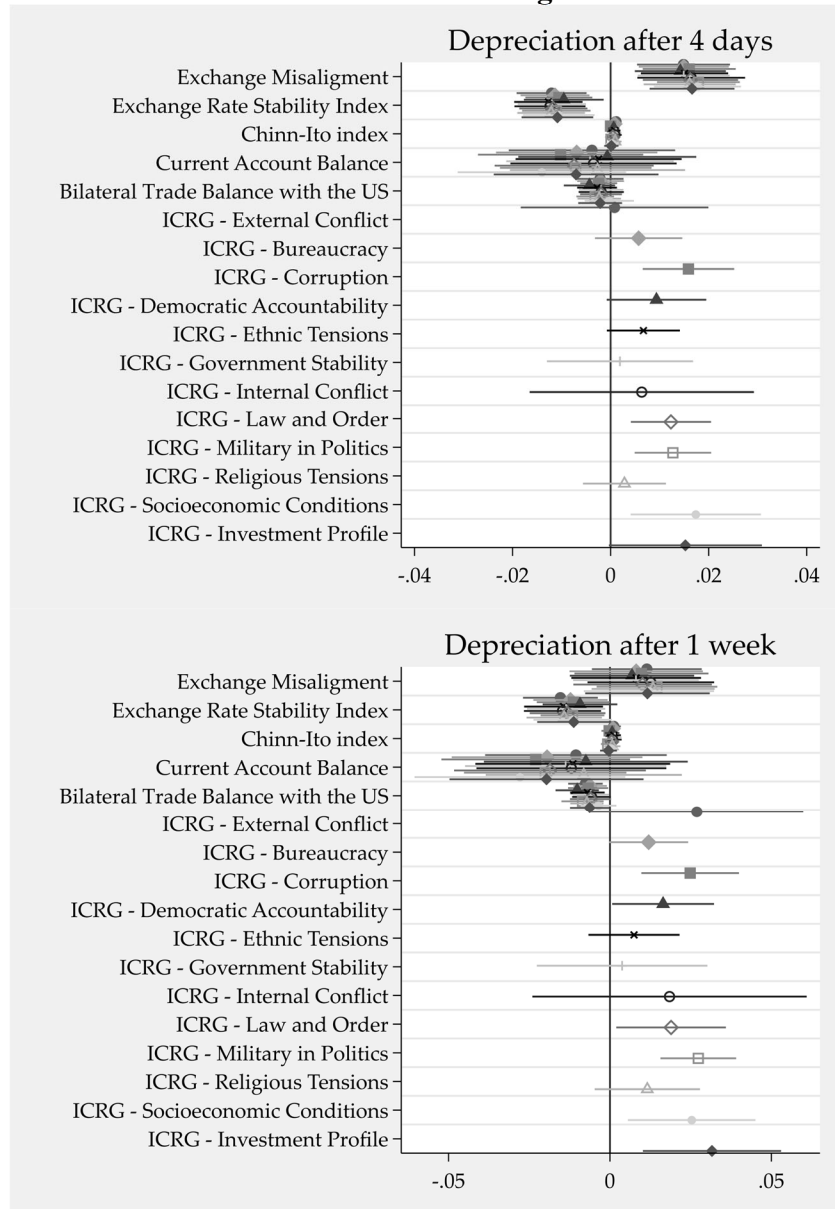 Depreciation after 4 days
Exchange Misaligment
Exchange Rate Stability Index
Chinn-Ito index
Current Account Balance
Bilateral Trade Balance with the US
ICRG - External Conflict
ICRG - Bureaucracy
ICRG - Corruption
ICRG - Democratic Accountability
ICRG - Ethnic Tensions
ICRG - Government Stability
ICRG - Internal Conflict
ICRG - Law and Order
ICRG - Military in Politics
ICRG - Religious Tensions
ICRG - Socioeconomic Conditions
ICRG - Investment Profile
-.04 -.02 0 .02 .04
Depreciation after 1 week
Exchange Misaligment
Exchange Rate Stability Index
Chinn-Ito index
Current Account Balance
Bilateral Trade Balance with the US
ICRG - External Conflict
ICRG - Bureaucracy
ICRG - Corruption
ICRG - Democratic Accountability
ICRG - Ethnic Tensions
ICRG - Government Stability
ICRG - Internal Conflict
ICRG - Law and Order
ICRG - Military in Politics
ICRG - Religious Tensions
ICRG - Socioeconomic Conditions
ICRG - Investment Profile
-.05 0 .05